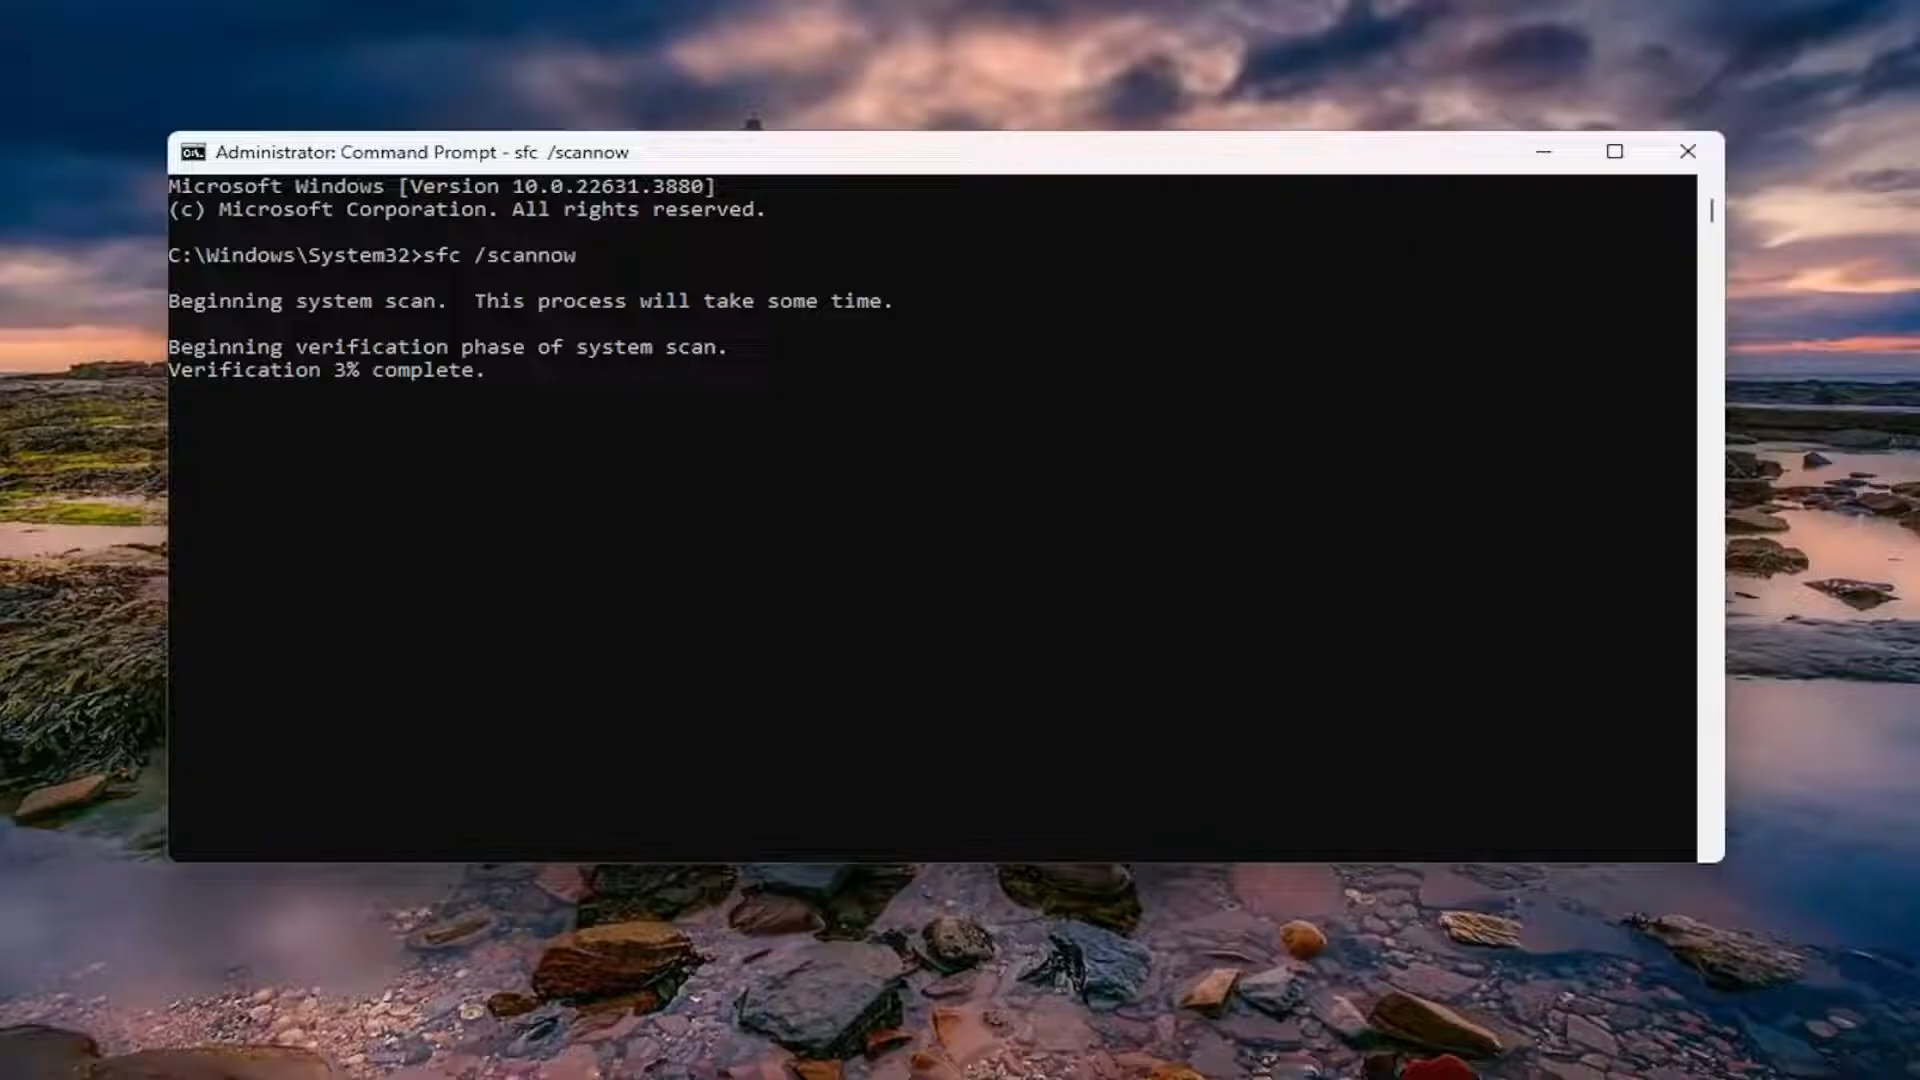 Administrator: Command Prompt - sfc  /scannow
Microsoft Windows [Version 10.0.22631.3880]
(c) Microsoft Corporation. All rights reserved.
C:\Windows\System32>sfc /scannow
Beginning system scan.  This process will take some time.
Beginning verification phase of system scan.
Verification 3% complete.